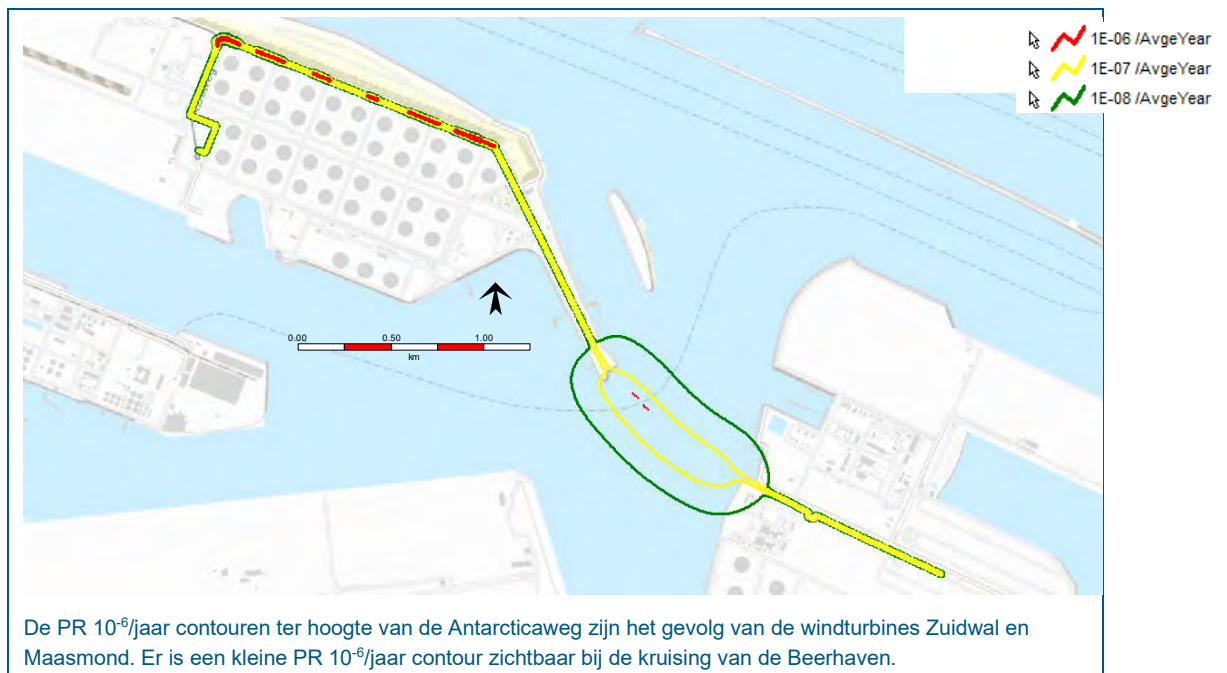 1E-06 /AvgeYear
1E-07 /AvgeYear
1E-08 /AvgeYear
0.00 0.50 1.00
km
De PR 10⁻⁶/jaar contouren ter hoogte van de Antarcticaweg zijn het gevolg van de windturbines Zuidwal en
Maasmond. Er is een kleine PR 10⁻⁶/jaar contour zichtbaar bij de kruising van de Beerhaven.